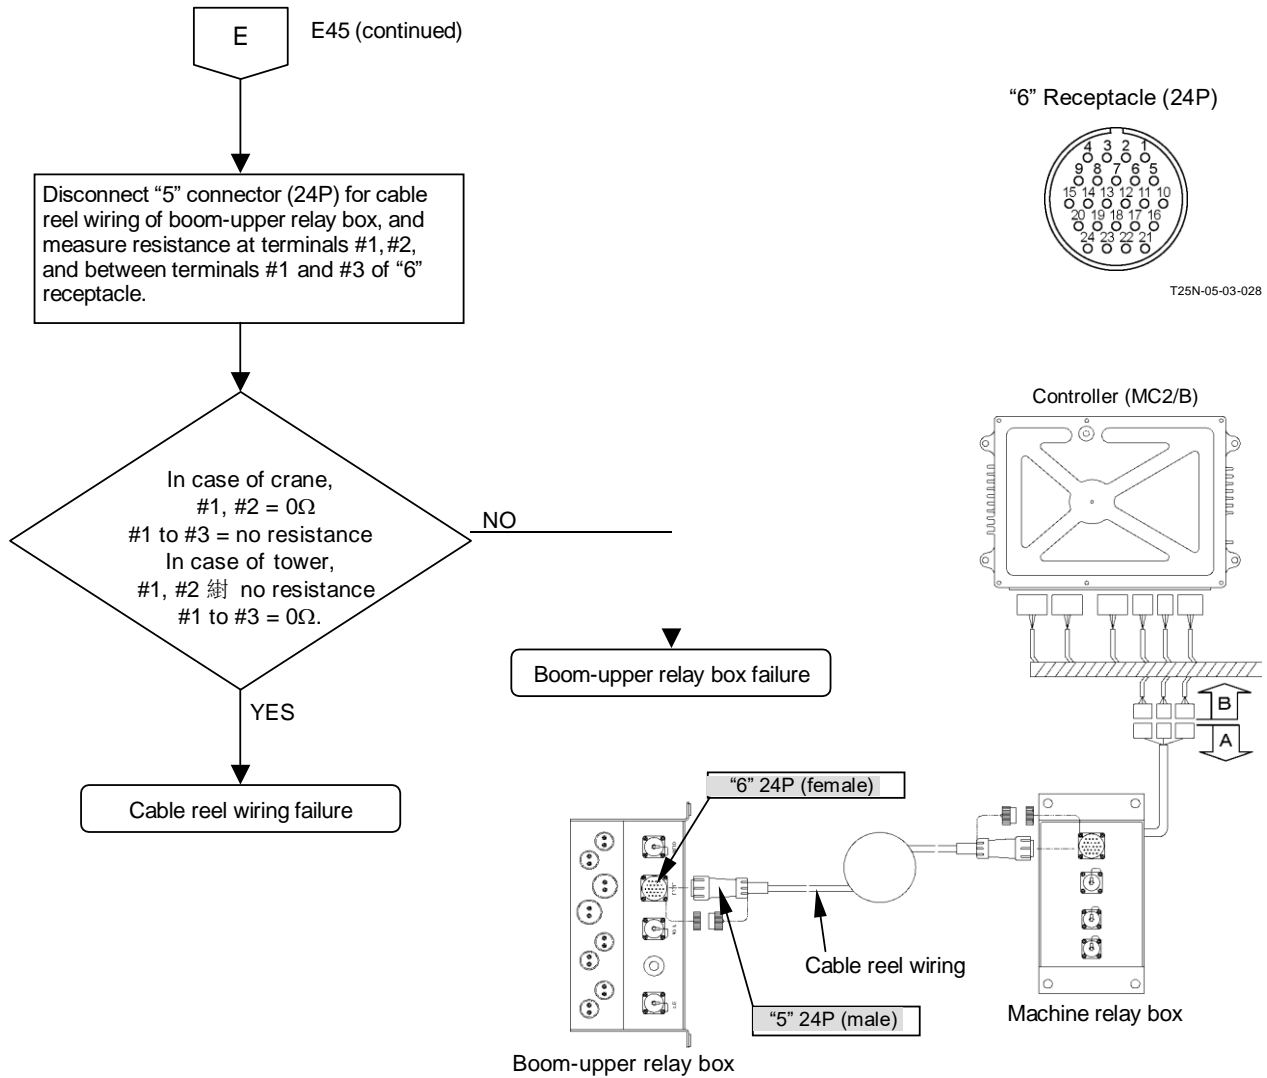 E
E45 (continued)
Disconnect “5” connector (24P) for cable
reel wiring of boom-upper relay box, and
measure resistance at terminals #1, #2,
and between terminals #1 and #3 of “6”
receptacle.
In case of crane,
#1, #2 = 0Ω
#1 to #3 = no resistance
In case of tower,
#1, #2 紨 no resistance
#1 to #3 = 0Ω.
NO
Boom-upper relay box failure
YES
Cable reel wiring failure
“6” Receptacle (24P)
4 3 2 1
9 8 7 6 5
15 14 13 12 11 10
20 19 18 17 16
24 23 22 21
T25N-05-03-028
Controller (MC2/B)
B
A
“6” 24P (female)
Cable reel wiring
“5” 24P (male)
Machine relay box
Boom-upper relay box